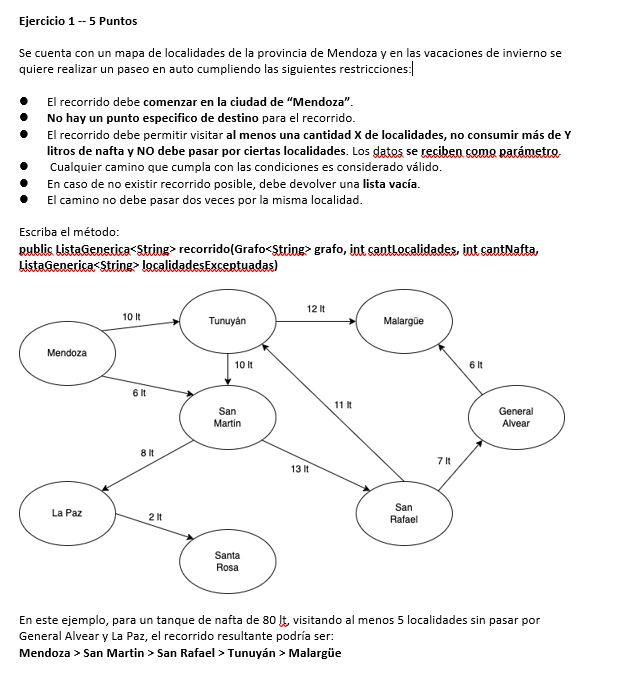 Ejercicio 1 -- 5 Puntos
Se cuenta con un mapa de localidades de la provincia de Mendoza y en las vacaciones de invierno se
quiere realizar un paseo en auto cumpliendo las siguientes restricciones:
● El recorrido debe comenzar en la ciudad de “Mendoza”.
● No hay un punto especifico de destino para el recorrido.
● El recorrido debe permitir visitar al menos una cantidad X de localidades, no consumir más de Y
litros de nafta y NO debe pasar por ciertas localidades. Los datos se reciben como parámetro.
● Cualquier camino que cumpla con las condiciones es considerado válido.
● En caso de no existir recorrido posible, debe devolver una lista vacía.
● El camino no debe pasar dos veces por la misma localidad.
Escriba el método:
public ListaGenerica<String> recorrido(Grafo<String> grafo, int cantLocalidades, int cantNafta,
ListaGenerica<String> localidadesExceptuadas)
12 lt
10 lt
Tunuyán
Malargüe
Mendoza
10 lt
6 lt
6 lt
11 lt
San
Martin
General
Alvear
8 lt
7 lt
13 lt
La Paz
2 lt
San
Rafael
Santa
Rosa
En este ejemplo, para un tanque de nafta de 80 lt, visitando al menos 5 localidades sin pasar por
General Alvear y La Paz, el recorrido resultante podría ser:
Mendoza > San Martin > San Rafael > Tunuyán > Malargüe